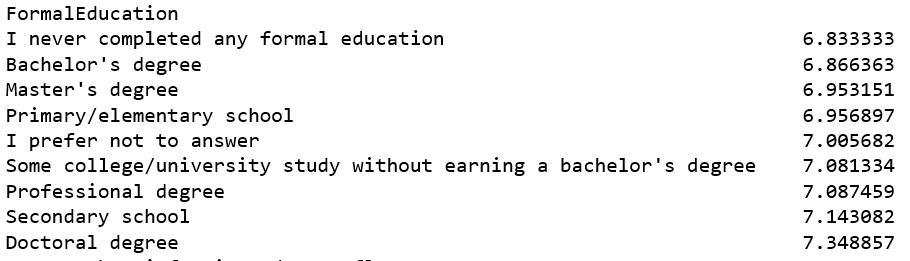 FormalEducation
I never completed any formal education 6.833333
Bachelor's degree 6.866363
Master's degree 6.953151
Primary/elementary school 6.956897
I prefer not to answer 7.005682
Some college/university study without earning a bachelor's degree 7.081334
Professional degree 7.087459
Secondary school 7.143082
Doctoral degree 7.348857